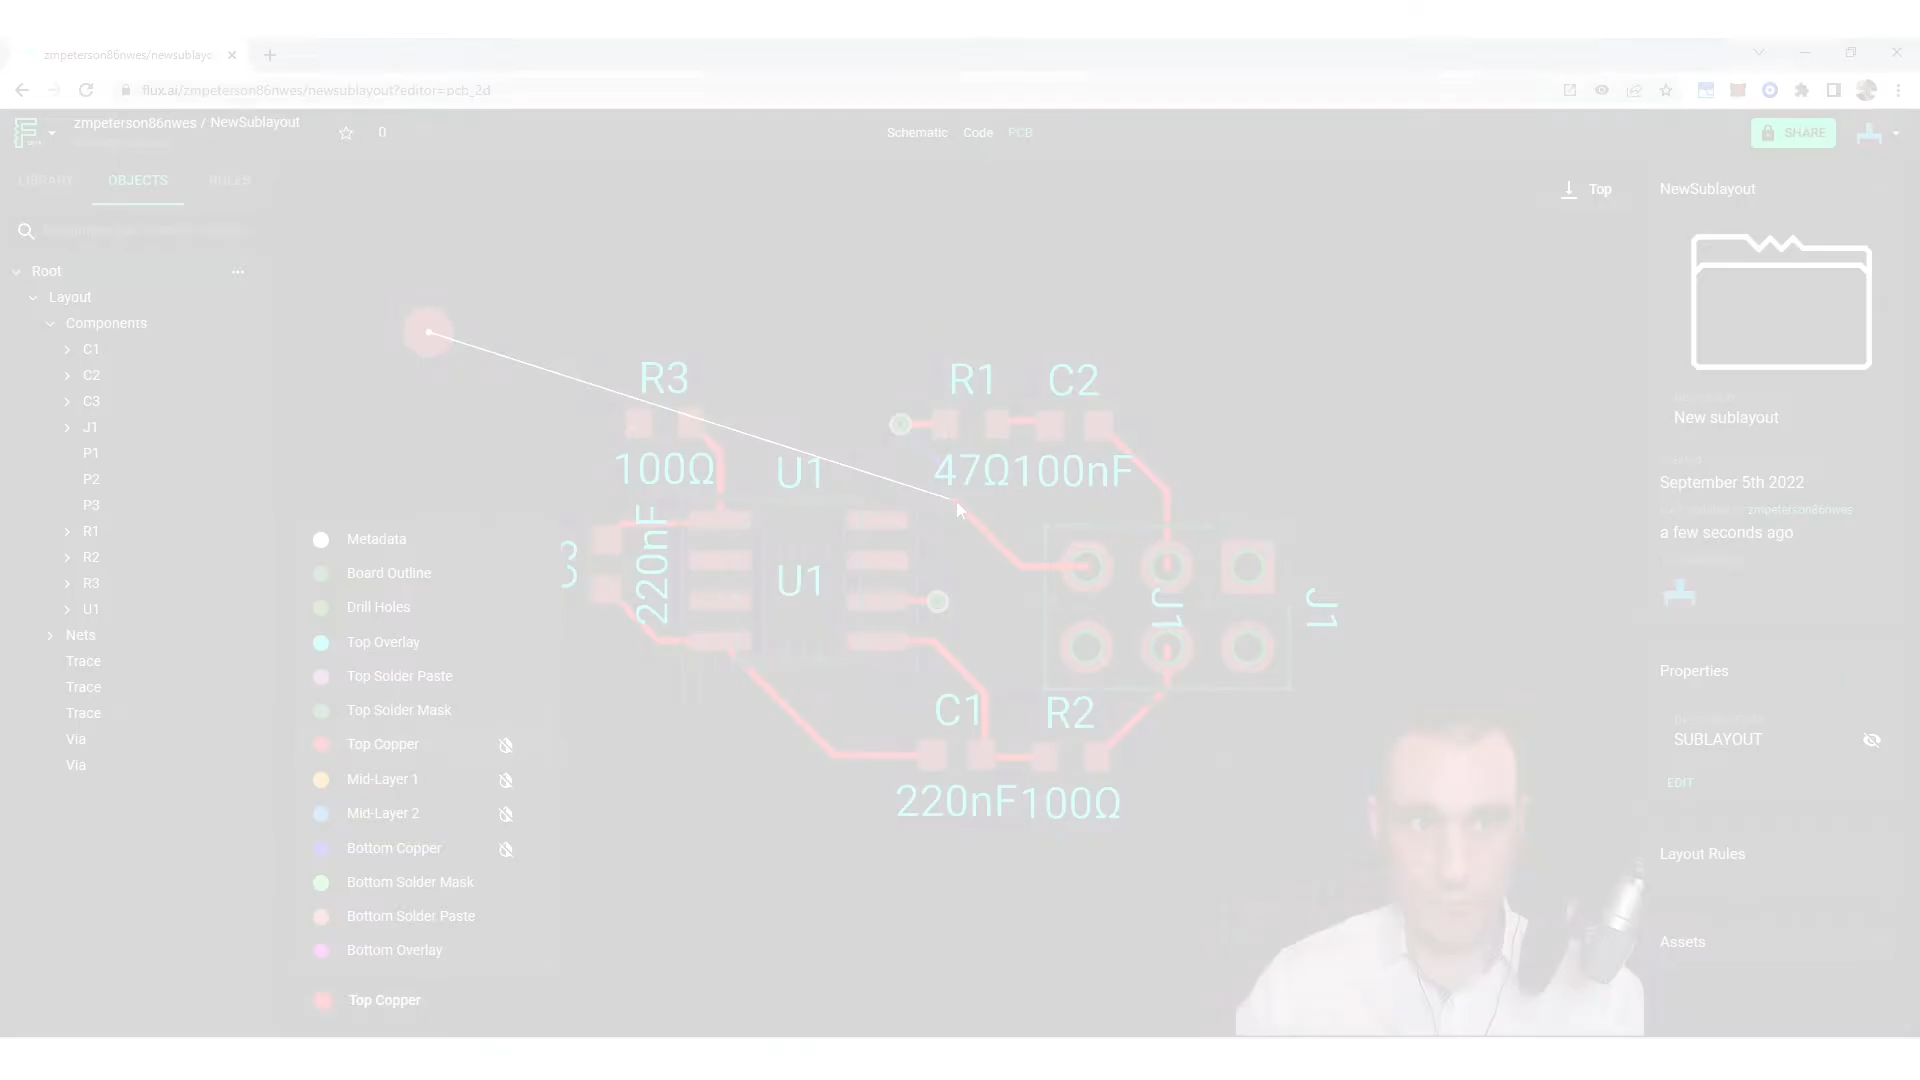 zmpeterson86nwes/newsublayo
flux.ai/zmpeterson86nwes/newsublayout?editor=pcb_2d
zmpeterson86nwes / NewSublayout
0
Schematic Code PCB
SHARE
LIBRARY OBJECTS RULES
Top
Root
Layout
Components
C1
C2
C3
J1
P1
P2
P3
R1
R2
R3
U1
Nets
Trace
Trace
Trace
Via
Via
Metadata
Board Outline
Drill Holes
Top Overlay
Top Solder Paste
Top Solder Mask
Top Copper
Mid-Layer 1
Mid-Layer 2
Bottom Copper
Bottom Solder Mask
Bottom Solder Paste
Bottom Overlay
Top Copper
R3
100Ω
U1
220nF
U1
R1
C2
47Ω
100nF
J1
J1
C1
R2
220nF
100Ω
NewSublayout
New sublayout
September 5th 2022
zmpeterson86nwes
a few seconds ago
Properties
SUBLAYOUT
EDIT
Layout Rules
Assets